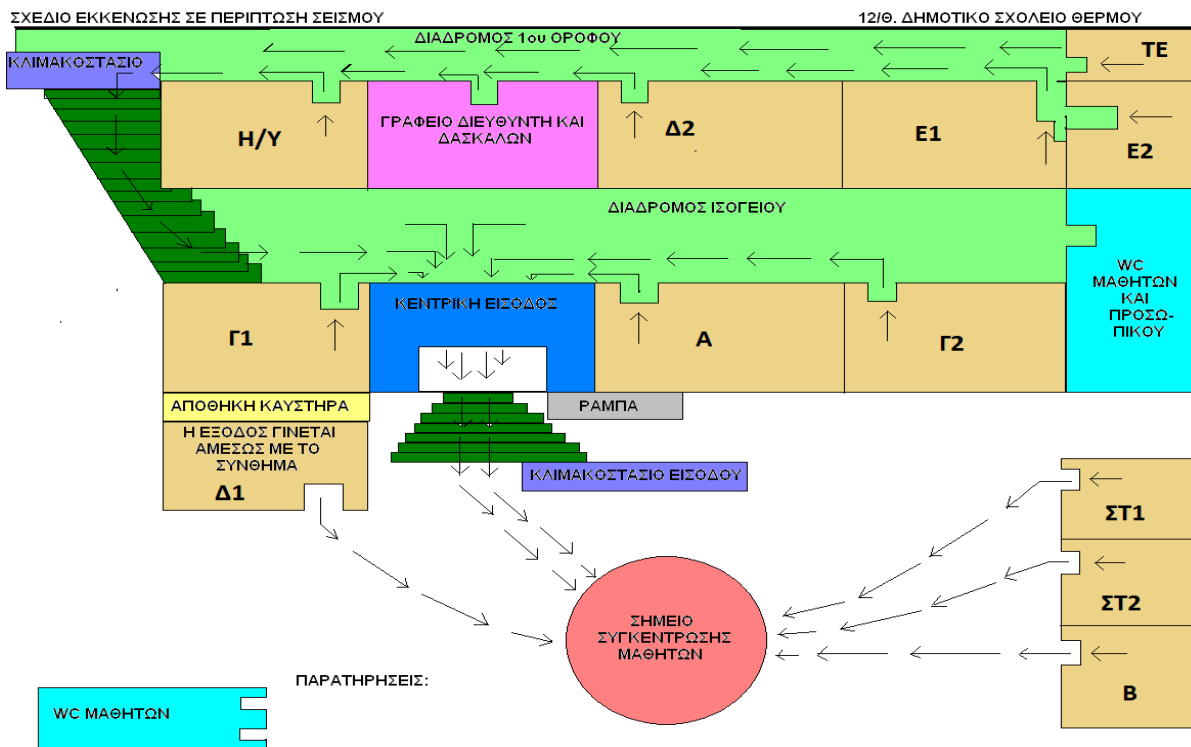 ΣΧΕΔΙΟ ΕΚΚΕΝΩΣΗΣ ΣΕ ΠΕΡΙΠΤΩΣΗ ΣΕΙΣΜΟΥ
12/Θ. ΔΗΜΟΤΙΚΟ ΣΧΟΛΕΙΟ ΘΕΡΜΟΥ
ΔΙΑΔΡΟΜΟΣ 1ου ΟΡΟΦΟΥ
ΚΛΙΜΑΚΟΣΤΑΣΙΟ
ΤΕ
Η/Υ
ΓΡΑΦΕΙΟ ΔΙΕΥΘΥΝΤΗ ΚΑΙ
ΔΑΣΚΑΛΩΝ
Δ2
Ε1
Ε2
ΔΙΑΔΡΟΜΟΣ ΙΣΟΓΕΙΟΥ
WC
ΜΑΘΗΤΩΝ
ΚΑΙ
ΠΡΟΣΩ-
ΠΙΚΟΥ
Γ1
ΚΕΝΤΡΙΚΗ ΕΙΣΟΔΟΣ
Α
Γ2
ΑΠΟΘΗΚΗ ΚΑΥΣΤΗΡΑ
ΡΑΜΠΑ
Η ΕΞΟΔΟΣ ΓΙΝΕΤΑΙ
ΑΜΕΣΩΣ ΜΕ ΤΟ
ΣΥΝΘΗΜΑ
Δ1
ΚΛΙΜΑΚΟΣΤΑΣΙΟ ΕΙΣΟΔΟΥ
ΣΤ1
ΣΤ2
Β
ΣΗΜΕΙΟ
ΣΥΓΚΕΝΤΡΩΣΗΣ
ΜΑΘΗΤΩΝ
ΠΑΡΑΤΗΡΗΣΕΙΣ:
WC ΜΑΘΗΤΩΝ